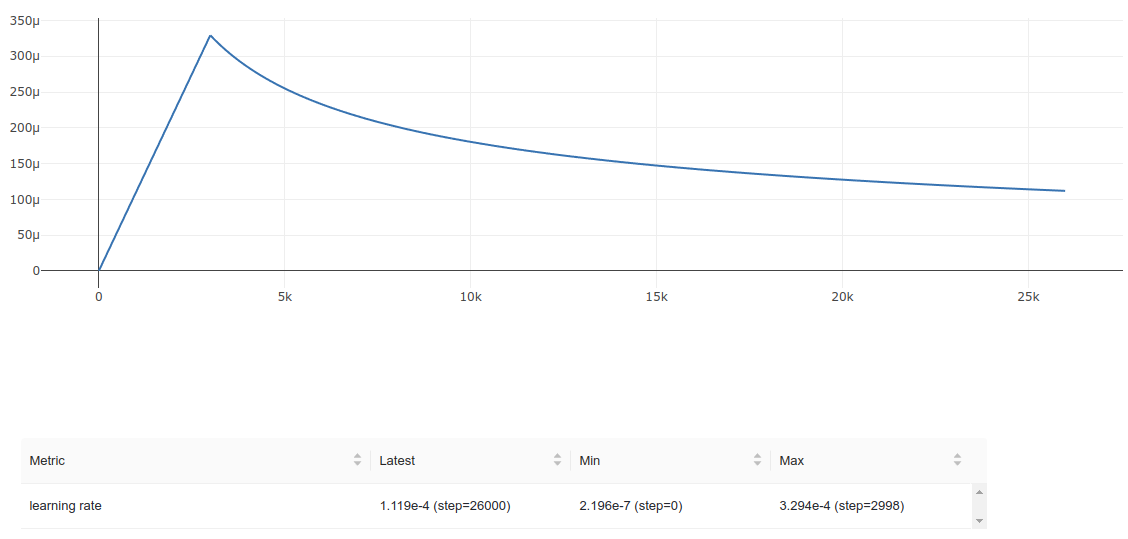 350μ
300μ
250μ
200μ
150μ
100μ
50μ
0
0 5k 10k 15k 20k 25k
Metric Latest Min Max
learning rate 1.119e-4 (step=26000) 2.196e-7 (step=0) 3.294e-4 (step=2998)